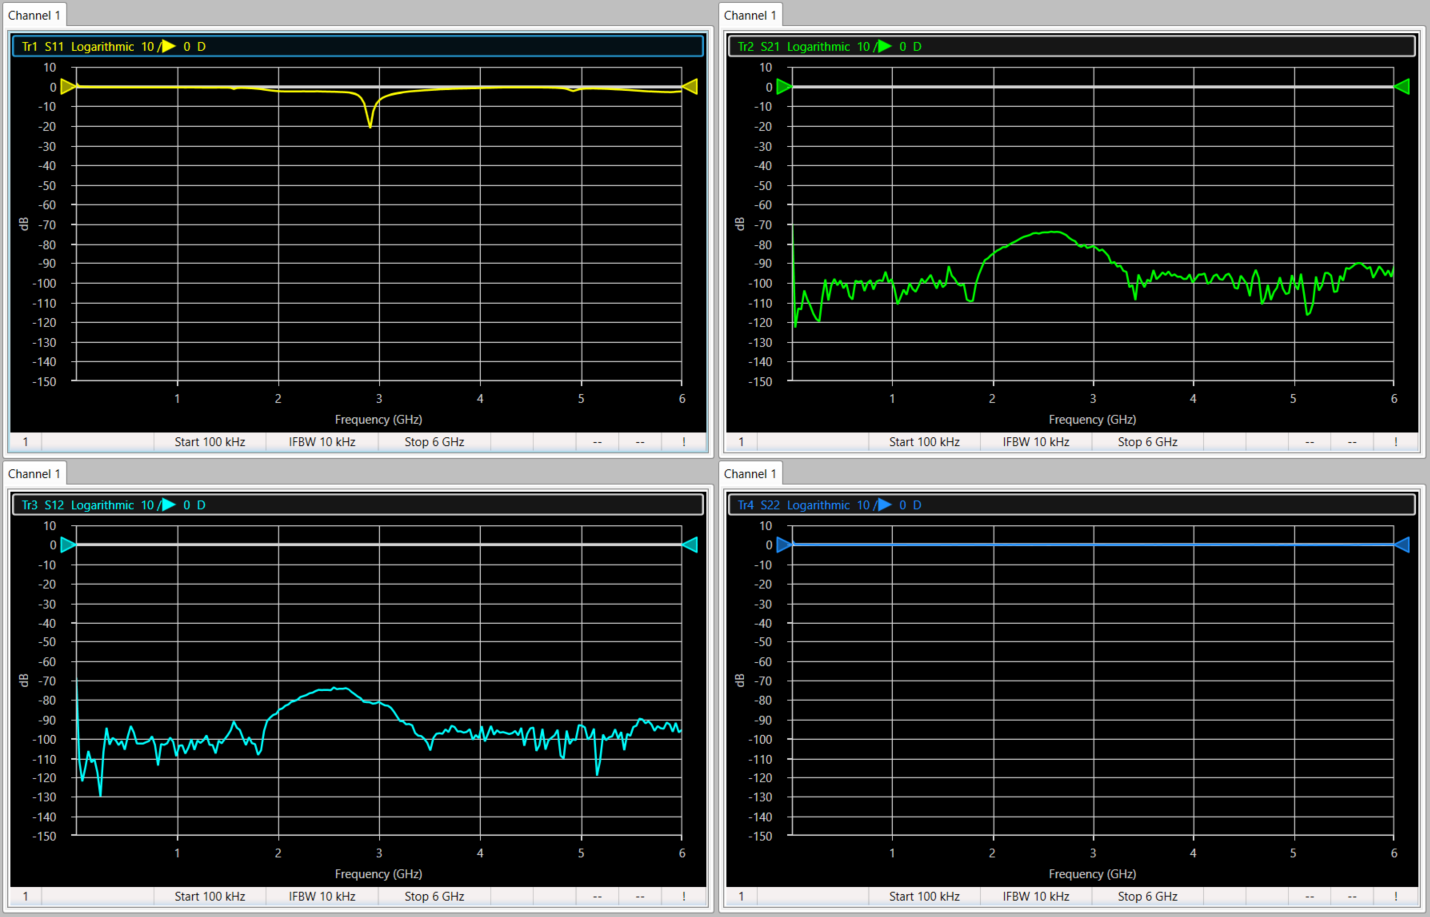 Channel 1
Tr1 S11 Logarithmic 10 / 0 D
10
0
-10
-20
-30
-40
-50
-60
-70
-80
-90
-100
-110
-120
-130
-140
-150
dB
1 2 3 4 5 6
Frequency (GHz)
1 Start 100 kHz IFBW 10 kHz Stop 6 GHz -- -- !
Channel 1
Tr2 S21 Logarithmic 10 / 0 D
10
0
-10
-20
-30
-40
-50
-60
-70
-80
-90
-100
-110
-120
-130
-140
-150
dB
1 2 3 4 5 6
Frequency (GHz)
1 Start 100 kHz IFBW 10 kHz Stop 6 GHz -- -- !
Channel 1
Tr3 S12 Logarithmic 10 / 0 D
10
0
-10
-20
-30
-40
-50
-60
-70
-80
-90
-100
-110
-120
-130
-140
-150
dB
1 2 3 4 5 6
Frequency (GHz)
1 Start 100 kHz IFBW 10 kHz Stop 6 GHz -- -- !
Channel 1
Tr4 S22 Logarithmic 10 / 0 D
10
0
-10
-20
-30
-40
-50
-60
-70
-80
-90
-100
-110
-120
-130
-140
-150
dB
1 2 3 4 5 6
Frequency (GHz)
1 Start 100 kHz IFBW 10 kHz Stop 6 GHz -- -- !